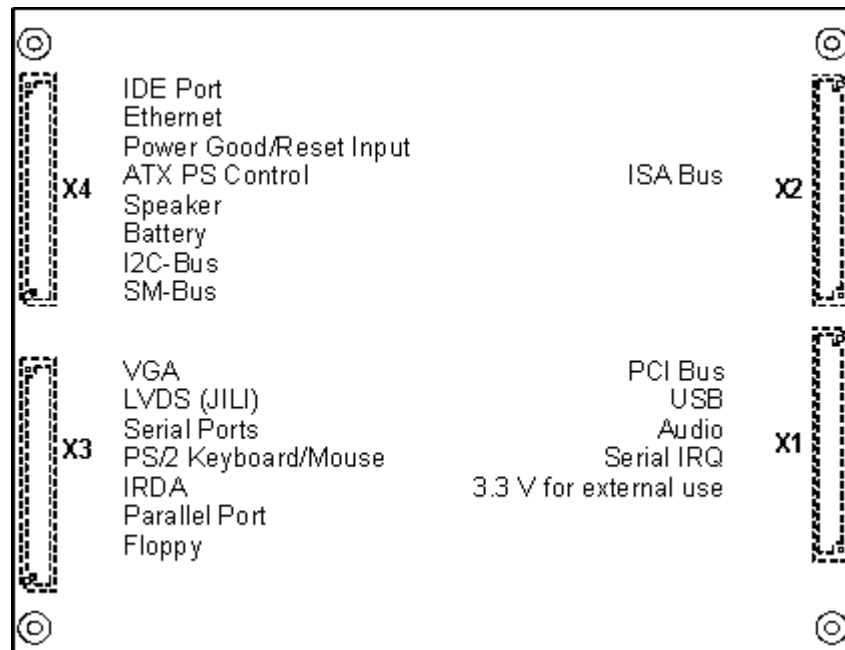 IDE Port
Ethernet
Power Good/Reset Input
ATX PS Control
Speaker
Battery
I2C-Bus
SM-Bus
X4
ISA Bus
X2
VGA
LVDS (JILI)
Serial Ports
PS/2 Keyboard/Mouse
IRDA
Parallel Port
Floppy
X3
PCI Bus
USB
Audio
Serial IRQ
3.3 V for external use
X1